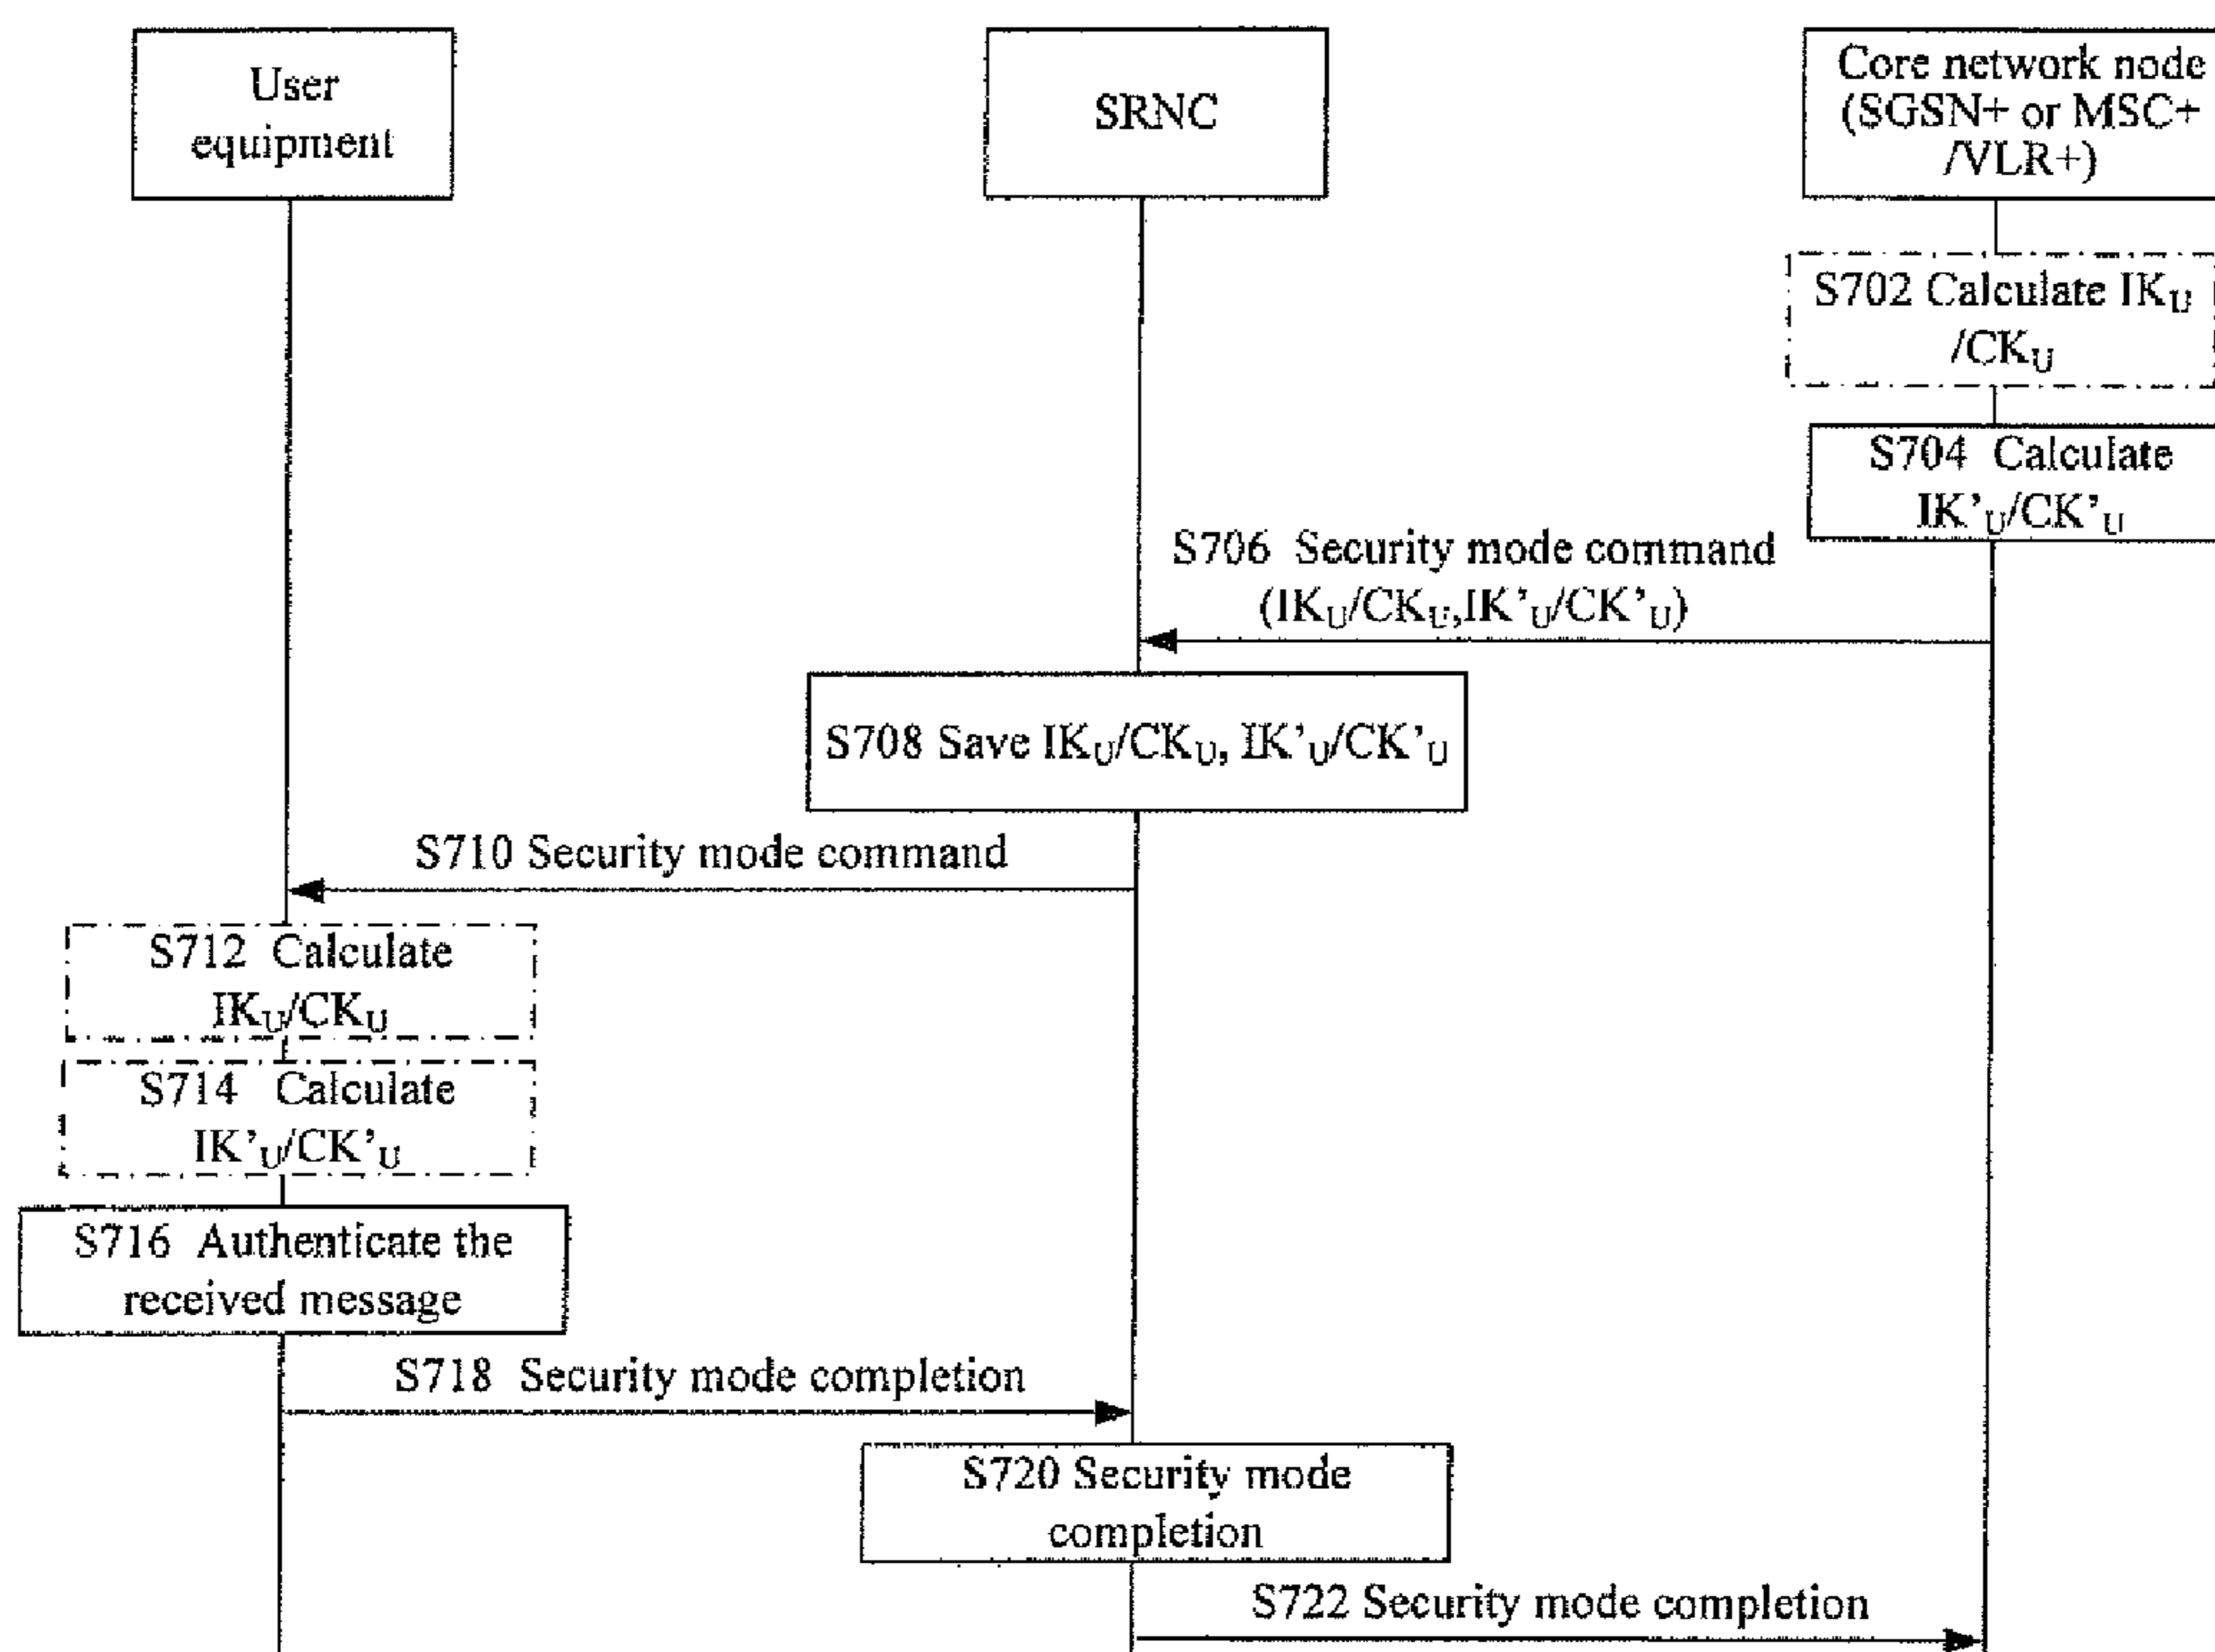 User
equipment
SRNC
Core network node
(SGSN+ or MSC+
/VLR+)
S702 Calculate IKU
/CKU
S704 Calculate
IK’U/CK’U
S706 Security mode command
(IKU/CKU,IK’U/CK’U)
S708 Save IKU/CKU, IK’U/CK’U
S710 Security mode command
S712 Calculate
IKU/CKU
S714 Calculate
IK’U/CK’U
S716 Authenticate the
received message
S718 Security mode completion
S720 Security mode
completion
S722 Security mode completion